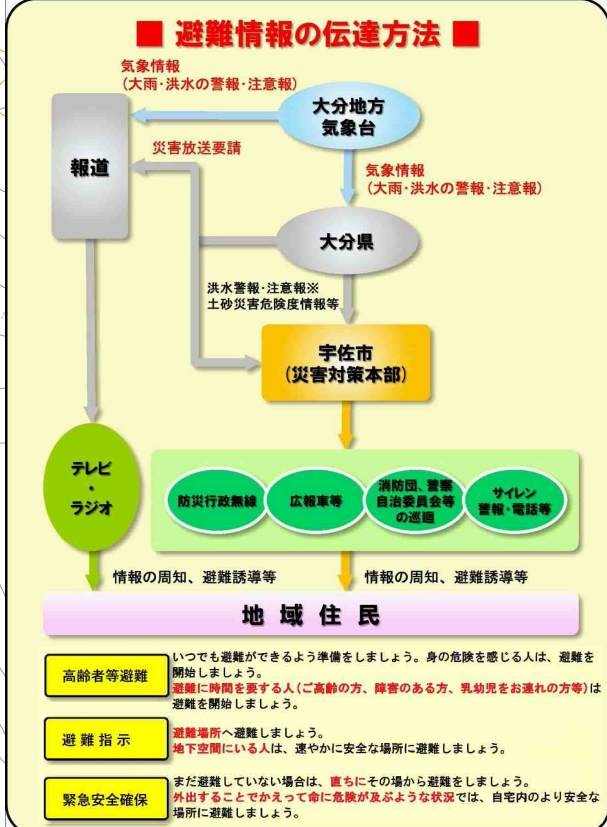 ■ 避難情報の伝達方法 ■
気象情報
(大雨・洪水の警報・注意報)
大分地方
気象台
報道
災害放送要請
気象情報
(大雨・洪水の警報・注意報)
大分県
洪水警報・注意報※
土砂災害危険度情報等
宇佐市
(災害対策本部)
テレビ
・
ラジオ
防災行政無線
広報車等
消防団、警察
自治委員会等
の巡廻
サイレン
警報・電話等
情報の周知、避難誘導等
情報の周知、避難誘導等
地域住民
高齢者等避難
いつでも避難ができるよう準備をしましょう。身の危険を感じる人は、避難を
開始しましょう。
避難に時間を要する人(ご高齢の方、障害のある方、乳幼児をお連れの方等)は
避難を開始しましょう。
避難指示
避難場所へ避難しましょう。
地下空間にいる人は、速やかに安全な場所に避難しましょう。
緊急安全確保
まだ避難していない場合は、直ちにその場から避難をしましょう。
外出することでかえって命に危険が及ぶような状況では、自宅内のより安全な
場所に避難しましょう。